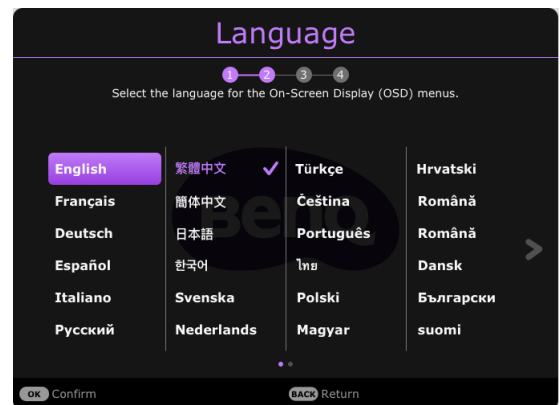 Language
1 2 3 4
Select the language for the On-Screen Display (OSD) menus.
BenQ
English
Français
Deutsch
Español
Italiano
Русский
繁體中文
簡体中文
日本語
한국어
Svenska
Nederlands
Türkçe
Čeština
Português
ไทย
Polski
Magyar
Hrvatski
Română
Română
Dansk
Български
suomi
OK Confirm
BACK Return